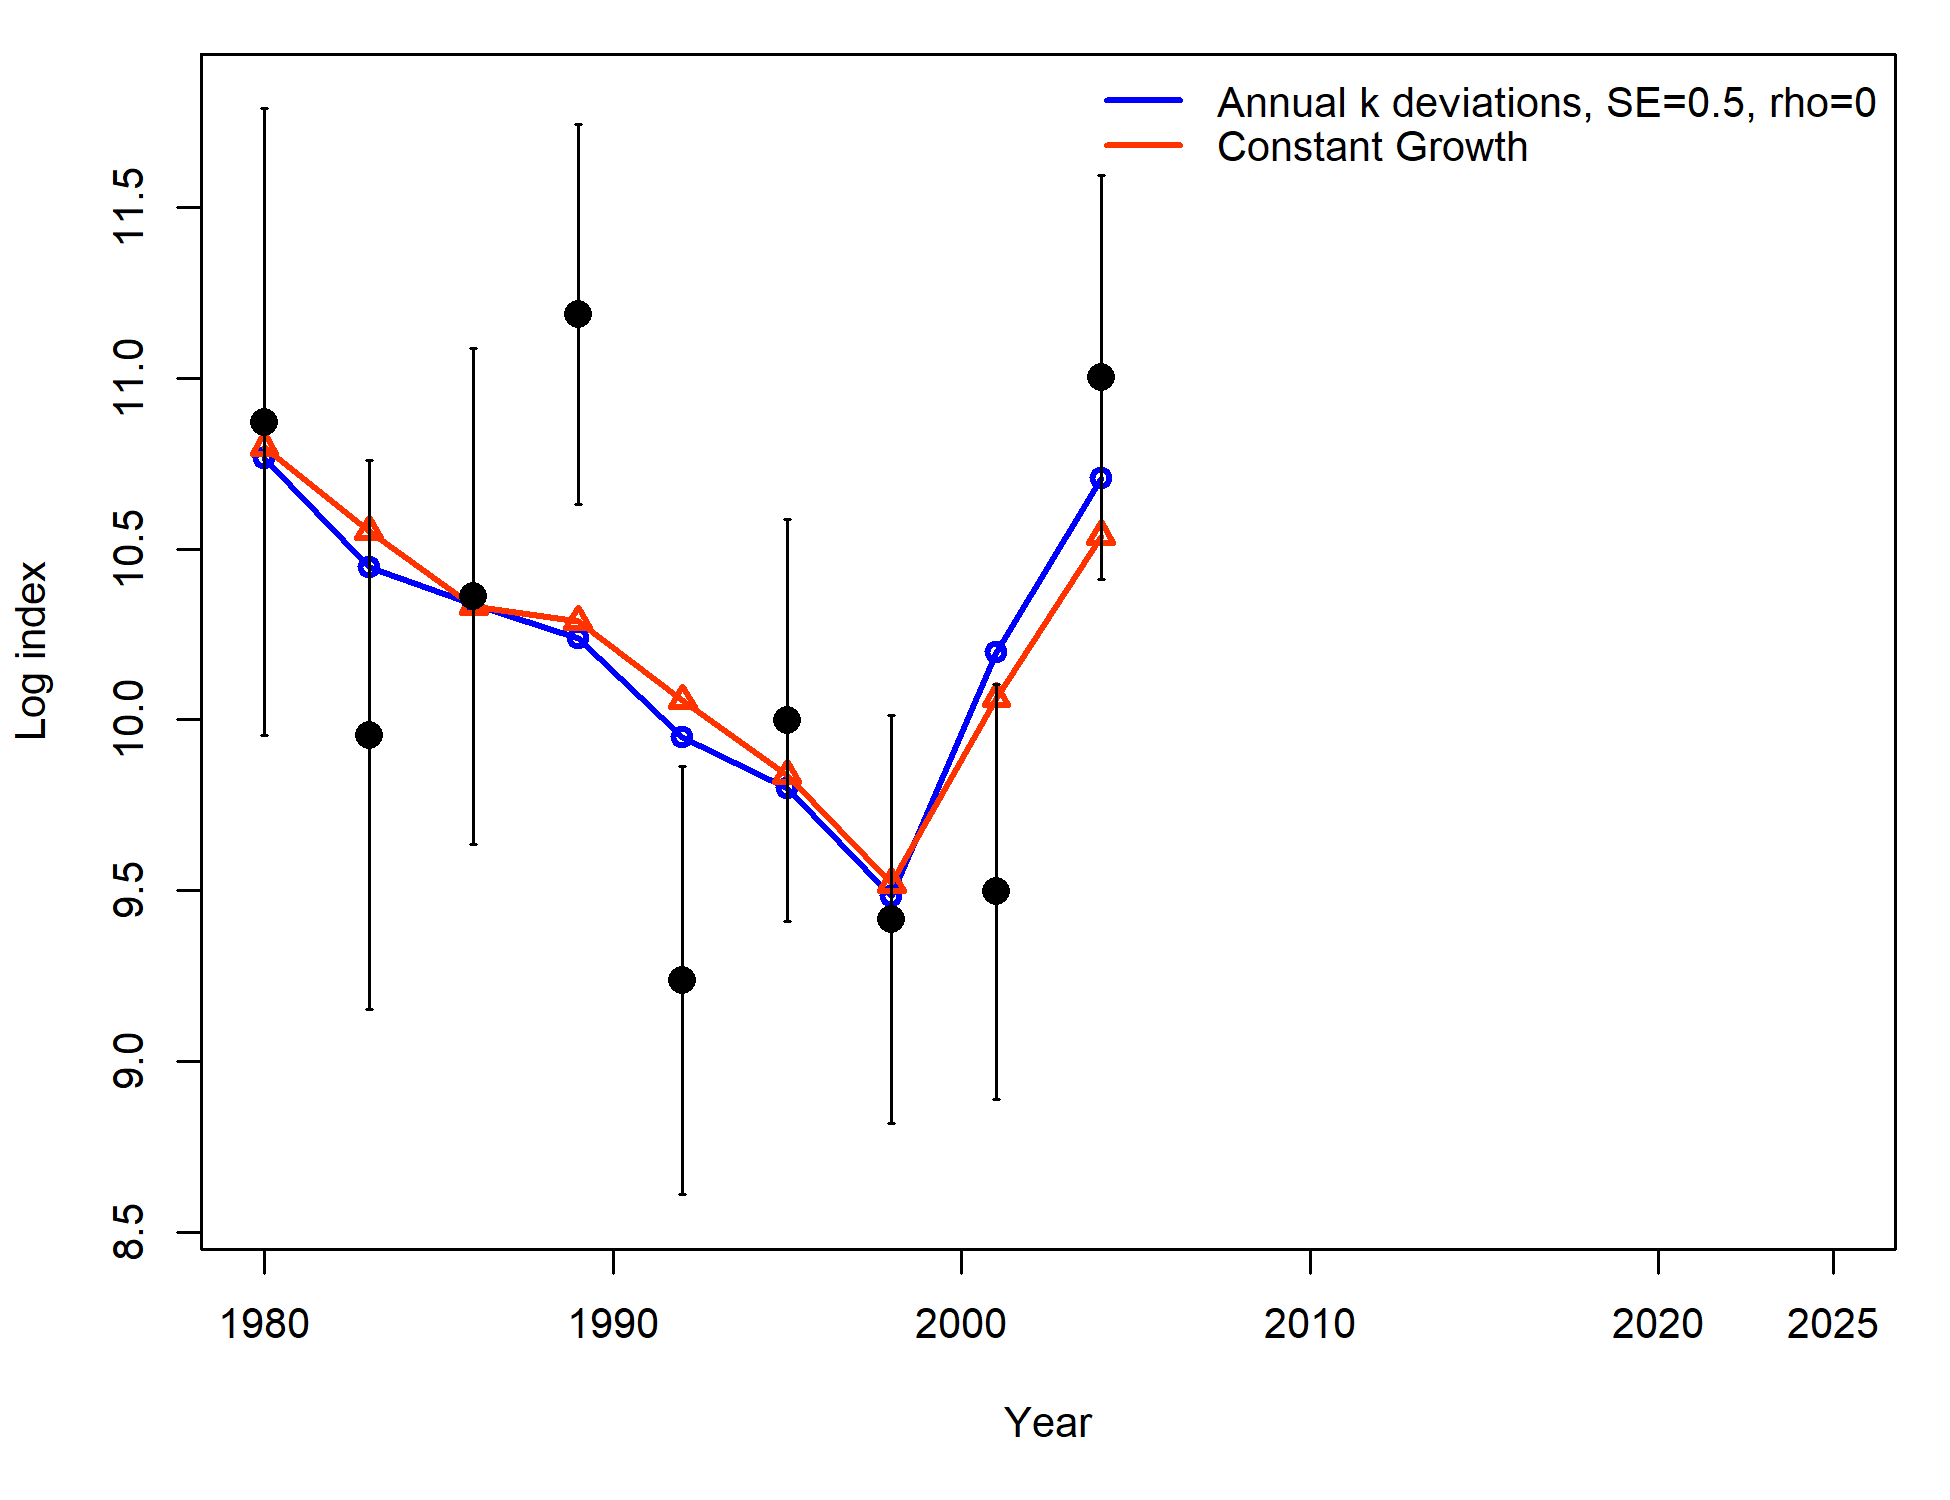 Annual k deviations, SE=0.5, rho=0
Constant Growth
11.5
11.0
10.5
10.0
9.5
9.0
8.5
Log index
1980 1990 2000 2010 2020 2025
Year